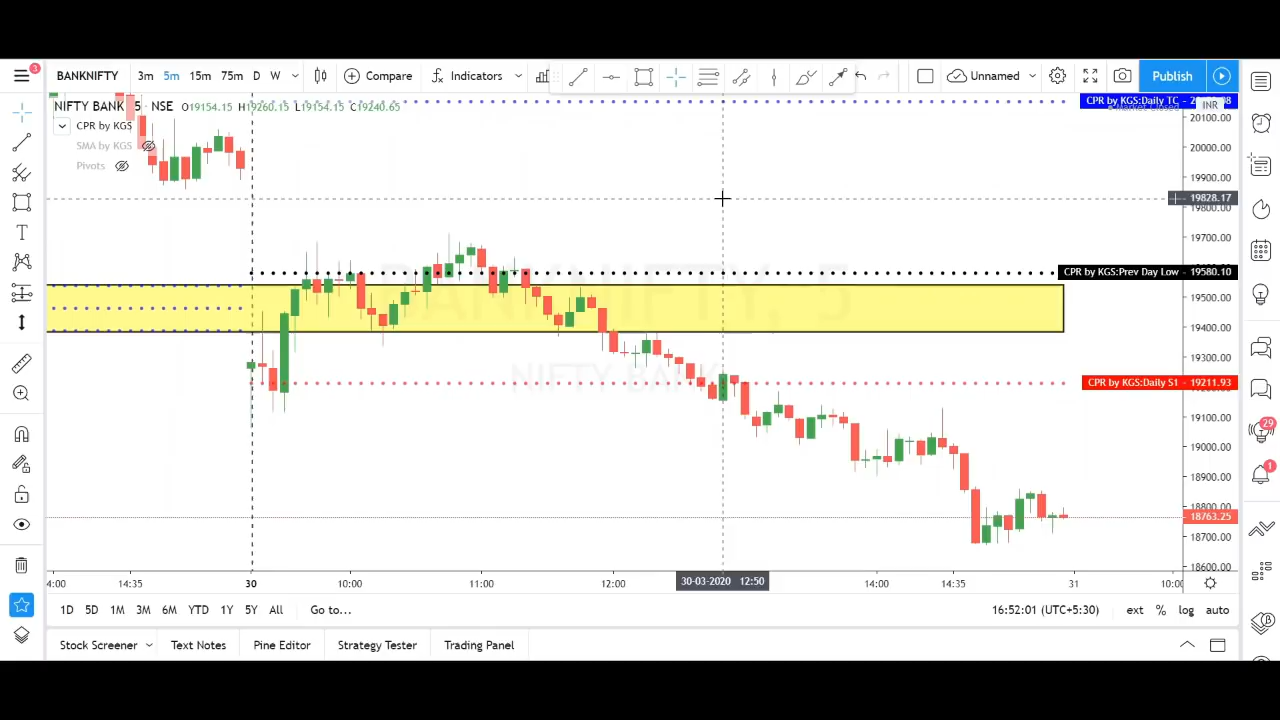 BANKNIFTY 3m 5m 15m 75m D W Compare Indicators Unnamed Publish
NIFTY BANK 5 · NSE O19154.15 H19260.15 L19154.15 C19240.65
CPR by KGS
SMA by KGS
Pivots
CPR by KGS:Daily TC
INR
20100.00
20000.00
19900.00
19828.17
19800.00
19700.00
CPR by KGS:Prev Day Low - 19580.10
19500.00
19400.00
19300.00
CPR by KGS:Daily S1 - 19211.93
19100.00
19000.00
18900.00
18800.00
18763.25
18700.00
18600.00
BANKNIFTY, 5
NIFTY BANK
29
1
1
4:00 14:35 30 10:00 11:00 12:00 30-03-2020 12:50 14:00 14:35 31 10:00
1D 5D 1M 3M 6M YTD 1Y 5Y All Go to... 16:52:01 (UTC+5:30) ext % log auto
Stock Screener Text Notes Pine Editor Strategy Tester Trading Panel